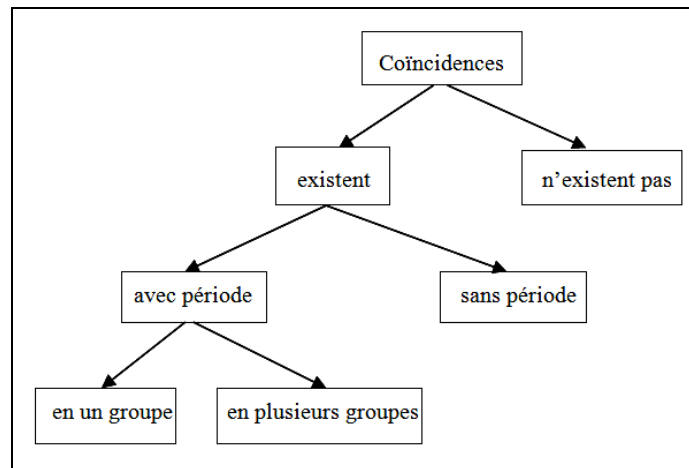 Coïncidences
existent
n'existent pas
avec période
sans période
en un groupe
en plusieurs groupes